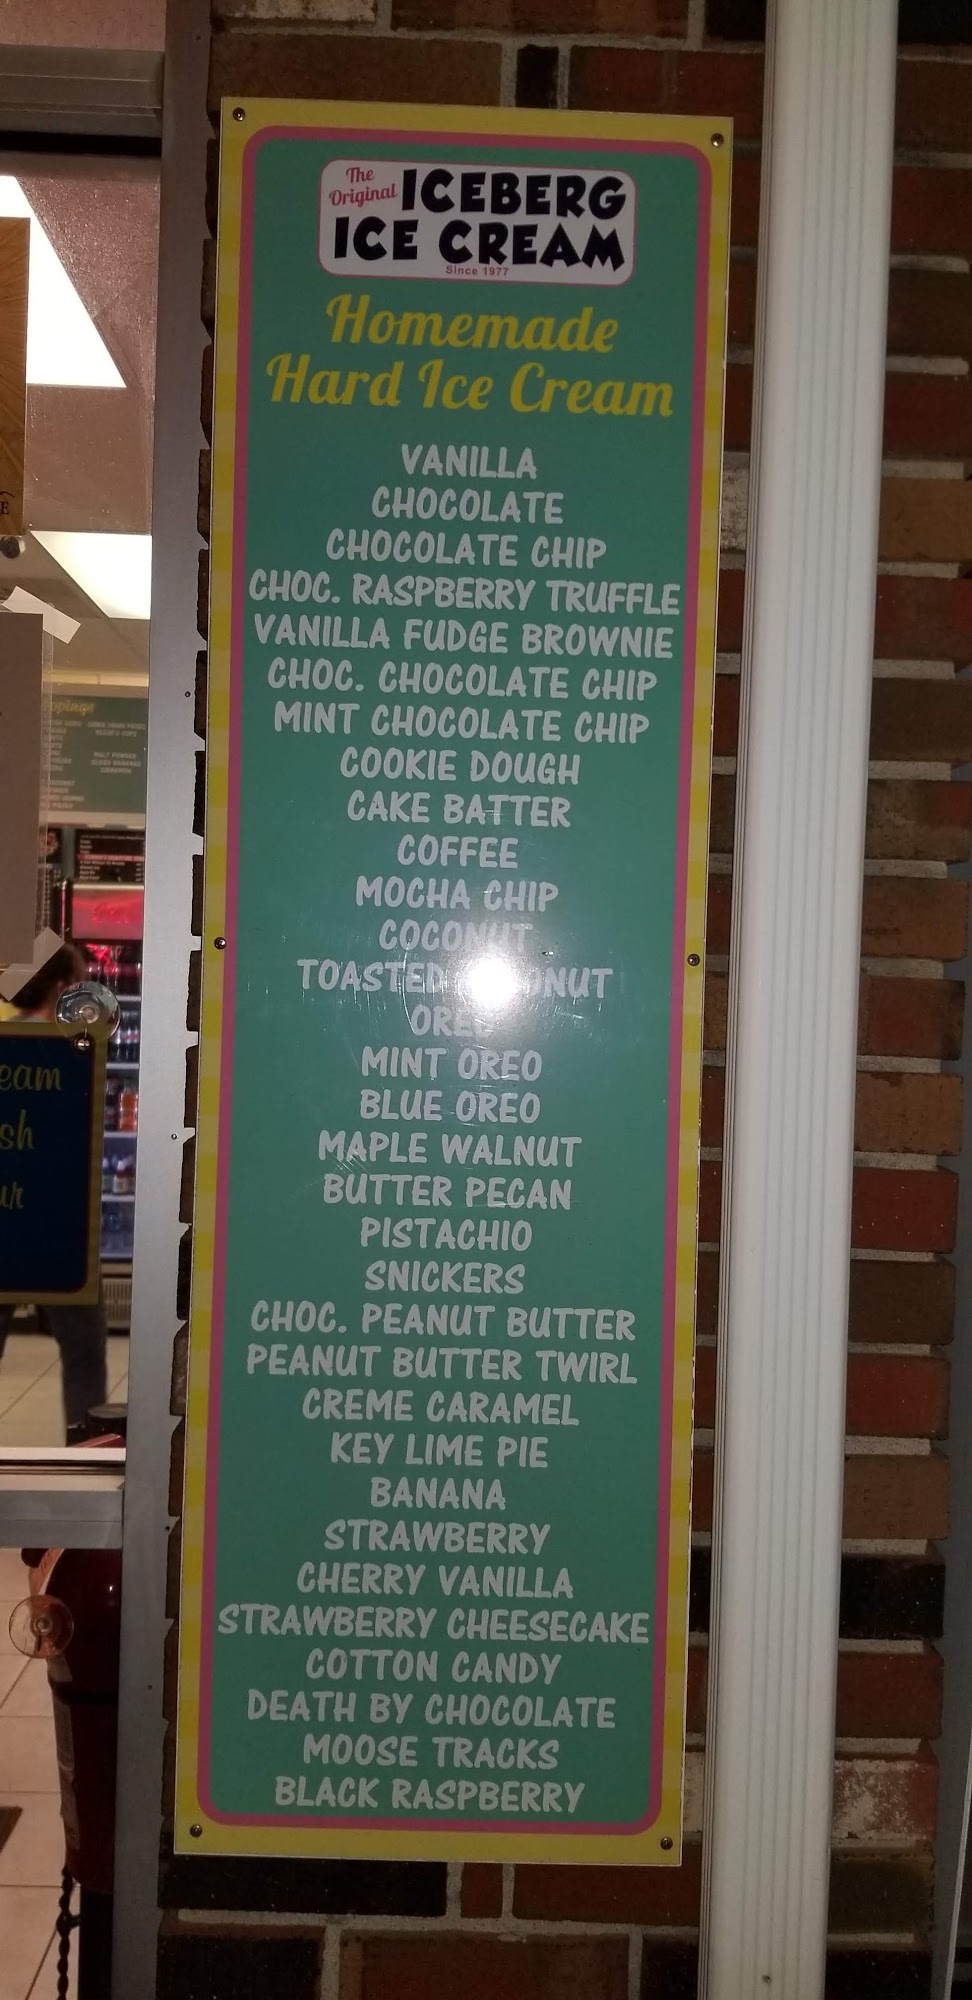 The
Original
ICEBERG
ICE CREAM
Since 1977
Homemade
Hard Ice Cream
VANILLA
CHOCOLATE
CHOCOLATE CHIP
CHOC. RASPBERRY TRUFFLE
VANILLA FUDGE BROWNIE
CHOC. CHOCOLATE CHIP
MINT CHOCOLATE CHIP
COOKIE DOUGH
CAKE BATTER
COFFEE
MOCHA CHIP
COCONUT
TOASTED COCONUT
OREO
MINT OREO
BLUE OREO
MAPLE WALNUT
BUTTER PECAN
PISTACHIO
SNICKERS
CHOC. PEANUT BUTTER
PEANUT BUTTER TWIRL
CREME CARAMEL
KEY LIME PIE
BANANA
STRAWBERRY
CHERRY VANILLA
STRAWBERRY CHEESECAKE
COTTON CANDY
DEATH BY CHOCOLATE
MOOSE TRACKS
BLACK RASPBERRY